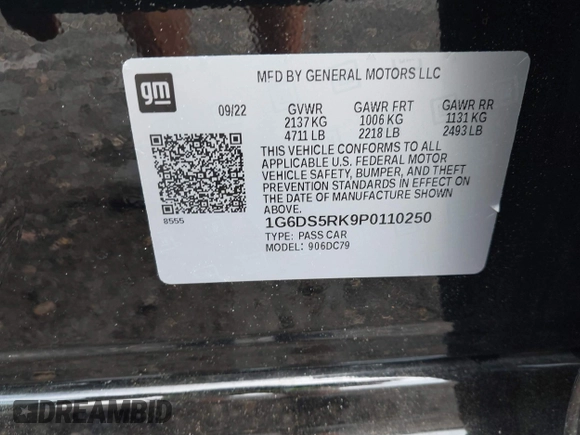 gm
MFD BY GENERAL MOTORS LLC
09/22 GVWR GAWR FRT GAWR RR
2137 KG 1006 KG 1131 KG
4711 LB 2218 LB 2493 LB
THIS VEHICLE CONFORMS TO ALL
APPLICABLE U.S. FEDERAL MOTOR
VEHICLE SAFETY, BUMPER, AND THEFT
PREVENTION STANDARDS IN EFFECT ON
THE DATE OF MANUFACTURE SHOWN
ABOVE.
8555
1G6DS5RK9P0110250
TYPE: PASS CAR
MODEL: 906DC79
DREAMBID